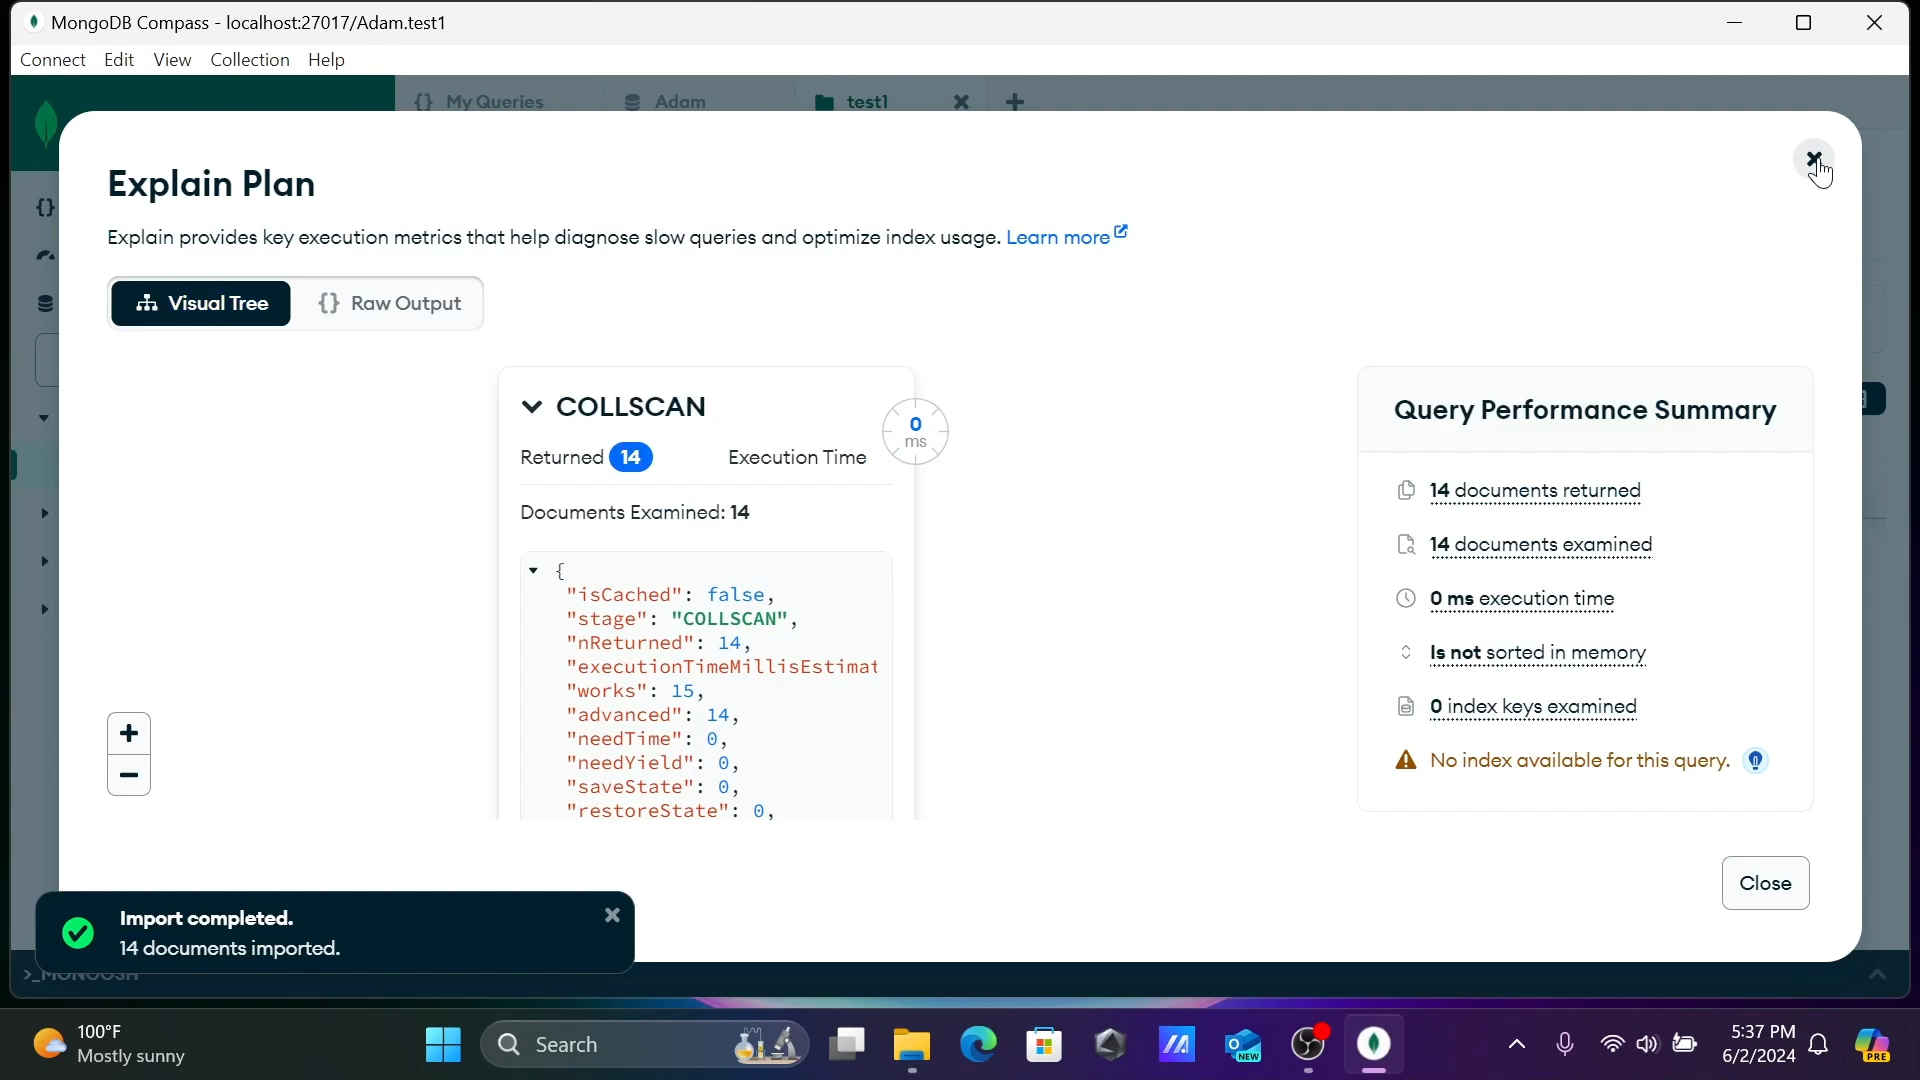 MongoDB Compass - localhost:27017/Adam.test1
Connect Edit View Collection Help
{} My Queries Adam test1
Explain Plan
Explain provides key execution metrics that help diagnose slow queries and optimize index usage. Learn more
Visual Tree {} Raw Output
COLLSCAN
0
ms
Returned 14 Execution Time
Documents Examined: 14
{
"isCached": false,
"stage": "COLLSCAN",
"nReturned": 14,
"executionTimeMillisEstimat
"works": 15,
"advanced": 14,
"needTime": 0,
"needYield": 0,
"saveState": 0,
"restoreState": 0,
Query Performance Summary
14 documents returned
14 documents examined
0 ms execution time
Is not sorted in memory
0 index keys examined
No index available for this query.
Close
Import completed.
14 documents imported.
>_MONGOSH
100°F
Mostly sunny
Search
NEW
5:37 PM
6/2/2024
PRE